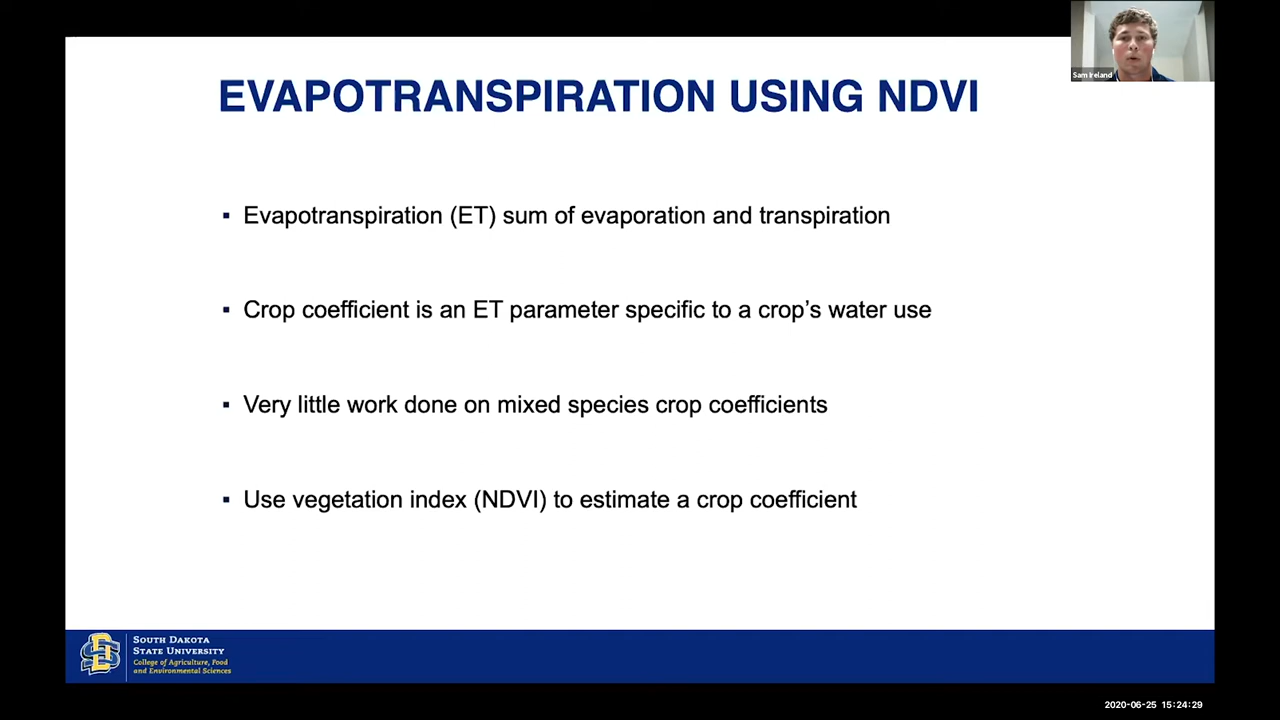 Sam Ireland
EVAPOTRANSPIRATION USING NDVI
▪ Evapotranspiration (ET) sum of evaporation and transpiration
▪ Crop coefficient is an ET parameter specific to a crop’s water use
▪ Very little work done on mixed species crop coefficients
▪ Use vegetation index (NDVI) to estimate a crop coefficient
SOUTH DAKOTA
STATE UNIVERSITY
College of Agriculture, Food
and Environmental Sciences
2020-06-25 15:24:29